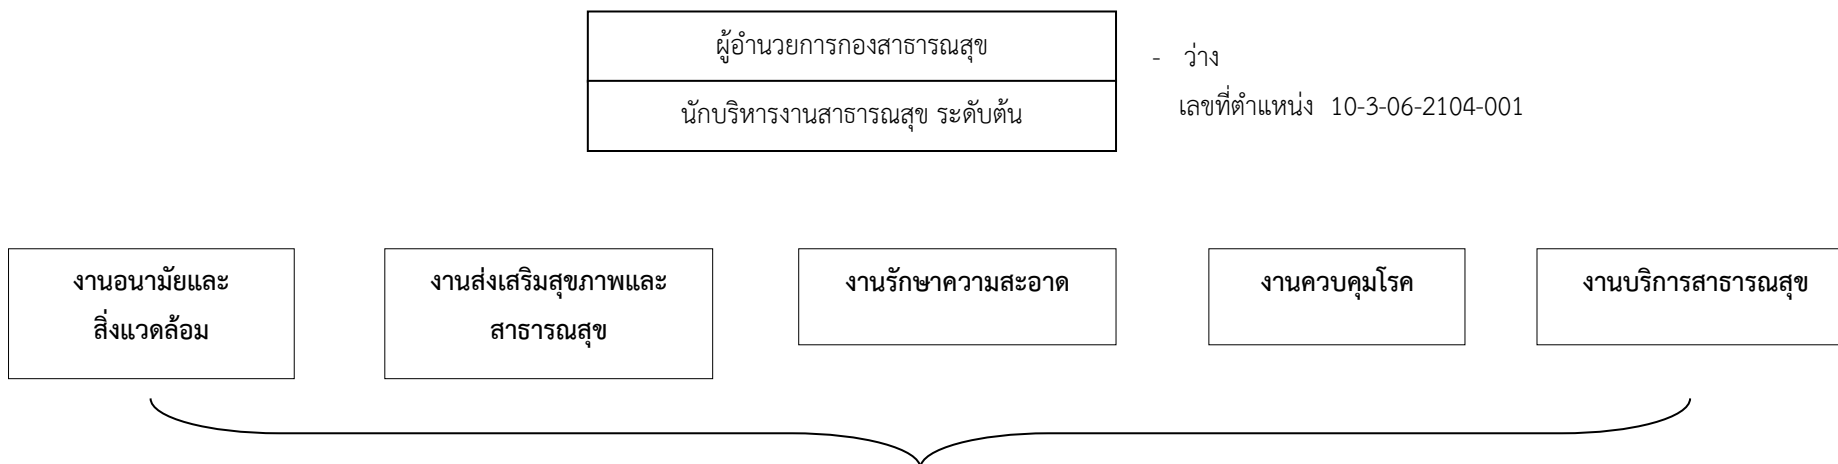 ผู้อำนวยการกองสาธารณสุข
นักบริหารงานสาธารณสุข ระดับต้น
- ว่าง
เลขที่ตำแหน่ง 10-3-06-2104-001
งานอนามัยและ
สิ่งแวดล้อม
งานส่งเสริมสุขภาพและ
สาธารณสุข
งานรักษาความสะอาด
งานควบคุมโรค
งานบริการสาธารณสุข